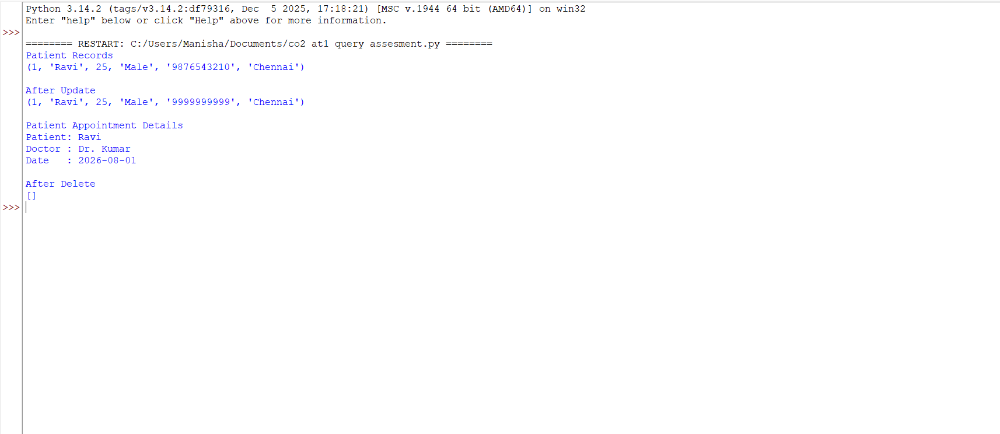 Python 3.14.2 (tags/v3.14.2:df79316, Dec  5 2025, 17:18:21) [MSC v.1944 64 bit (AMD64)] on win32
Enter "help" below or click "Help" above for more information.
>>>
======== RESTART: C:/Users/Manisha/Documents/co2 at1 query assesment.py ========
Patient Records
(1, 'Ravi', 25, 'Male', '9876543210', 'Chennai')

After Update
(1, 'Ravi', 25, 'Male', '9999999999', 'Chennai')

Patient Appointment Details
Patient: Ravi
Doctor : Dr. Kumar
Date   : 2026-08-01

After Delete
[]
>>>